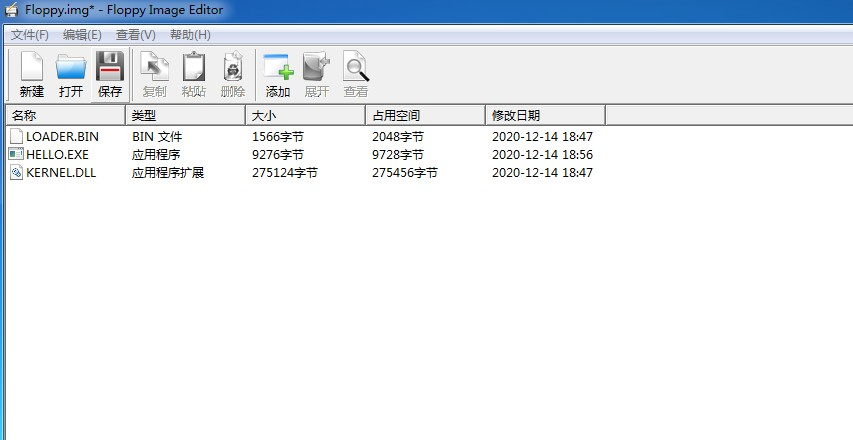 Floppy.img* - Floppy Image Editor
文件(F) 编辑(E) 查看(V) 帮助(H)
新建 打开 保存 复制 粘贴 删除 添加 展开 查看
名称 类型 大小 占用空间 修改日期
LOADER.BIN BIN 文件 1566字节 2048字节 2020-12-14 18:47
HELLO.EXE 应用程序 9276字节 9728字节 2020-12-14 18:56
KERNEL.DLL 应用程序扩展 275124字节 275456字节 2020-12-14 18:47